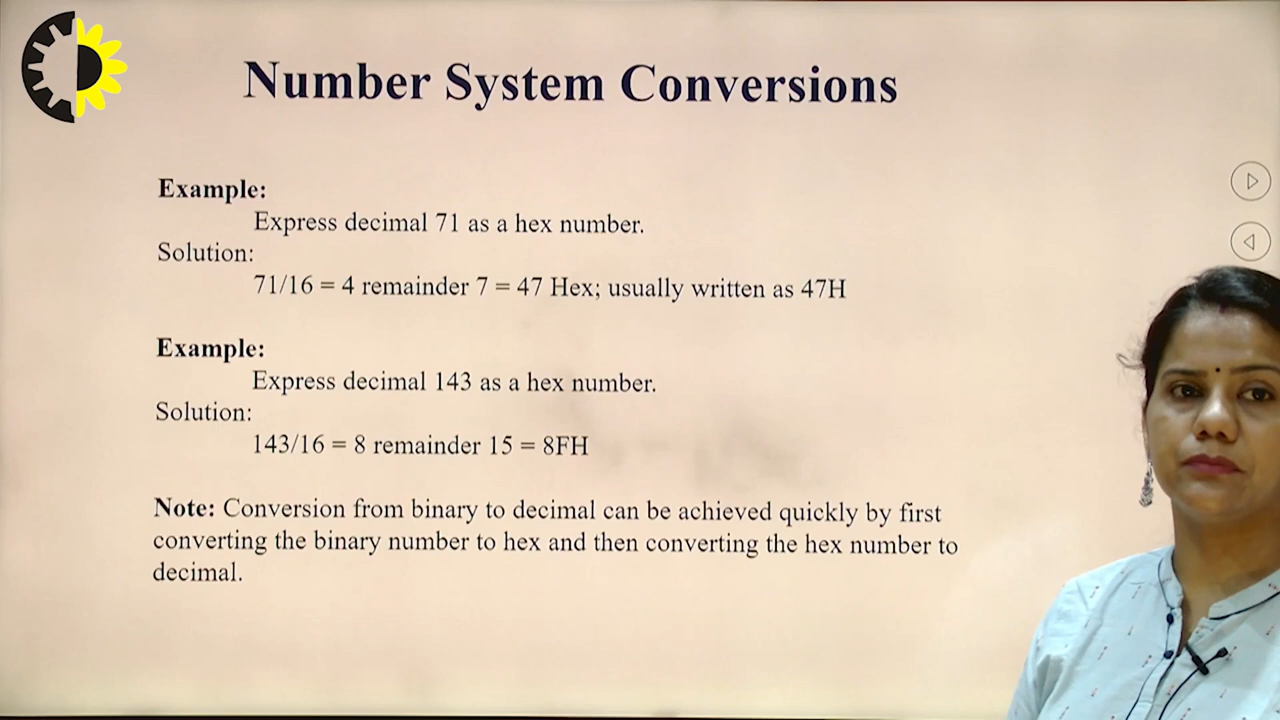 Number System Conversions
Example:
Express decimal 71 as a hex number.
Solution:
71/16 = 4 remainder 7 = 47 Hex; usually written as 47H
Example:
Express decimal 143 as a hex number.
Solution:
143/16 = 8 remainder 15 = 8FH
Note: Conversion from binary to decimal can be achieved quickly by first
converting the binary number to hex and then converting the hex number to
decimal.